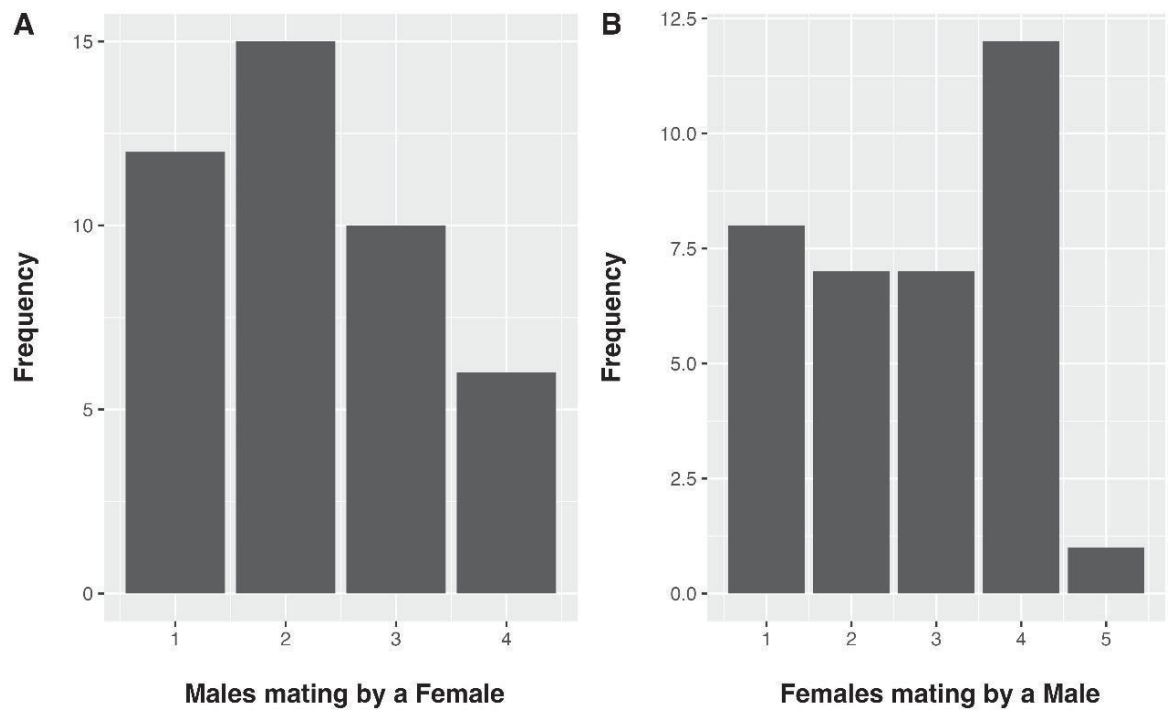 A
Frequency
15
10
5
0
1 2 3 4
Males mating by a Female
B
Frequency
12.5
10.0
7.5
5.0
2.5
0.0
1 2 3 4 5
Females mating by a Male